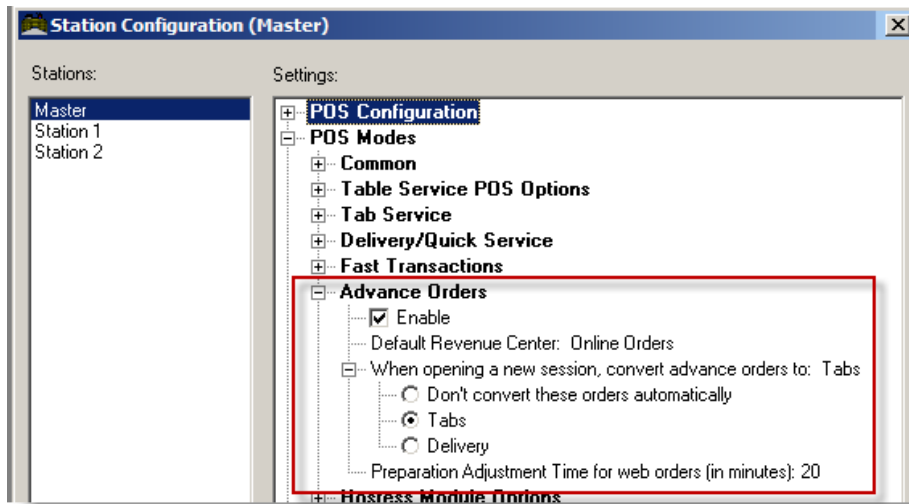 Station Configuration (Master)
Stations:
Settings:
Master
Station 1
Station 2
POS Configuration
POS Modes
Common
Table Service POS Options
Tab Service
Delivery/Quick Service
Fast Transactions
Advance Orders
Enable
Default Revenue Center: Online Orders
When opening a new session, convert advance orders to: Tabs
Don't convert these orders automatically
Tabs
Delivery
Preparation Adjustment Time for web orders (in minutes): 20
Hostess Module Options